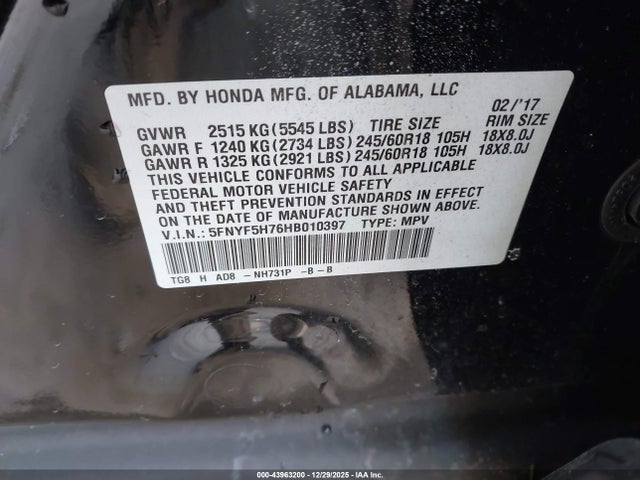 MFD. BY HONDA MFG. OF ALABAMA, LLC
02/'17
GVWR 2515 KG (5545 LBS) TIRE SIZE RIM SIZE
GAWR F 1240 KG (2734 LBS) 245/60R18 105H 18X8.0J
GAWR R 1325 KG (2921 LBS) 245/60R18 105H 18X8.0J
THIS VEHICLE CONFORMS TO ALL APPLICABLE
FEDERAL MOTOR VEHICLE SAFETY
AND THEFT PREVENTION STANDARDS IN EFFECT
ON THE DATE OF MANUFACTURE SHOWN ABOVE.
V.I.N.: 5FNYF5H76HB010397 TYPE: MPV
TG8 H AD8 - NH731P -B-B
000-43963200 - 12/29/2025 - IAAI.COM